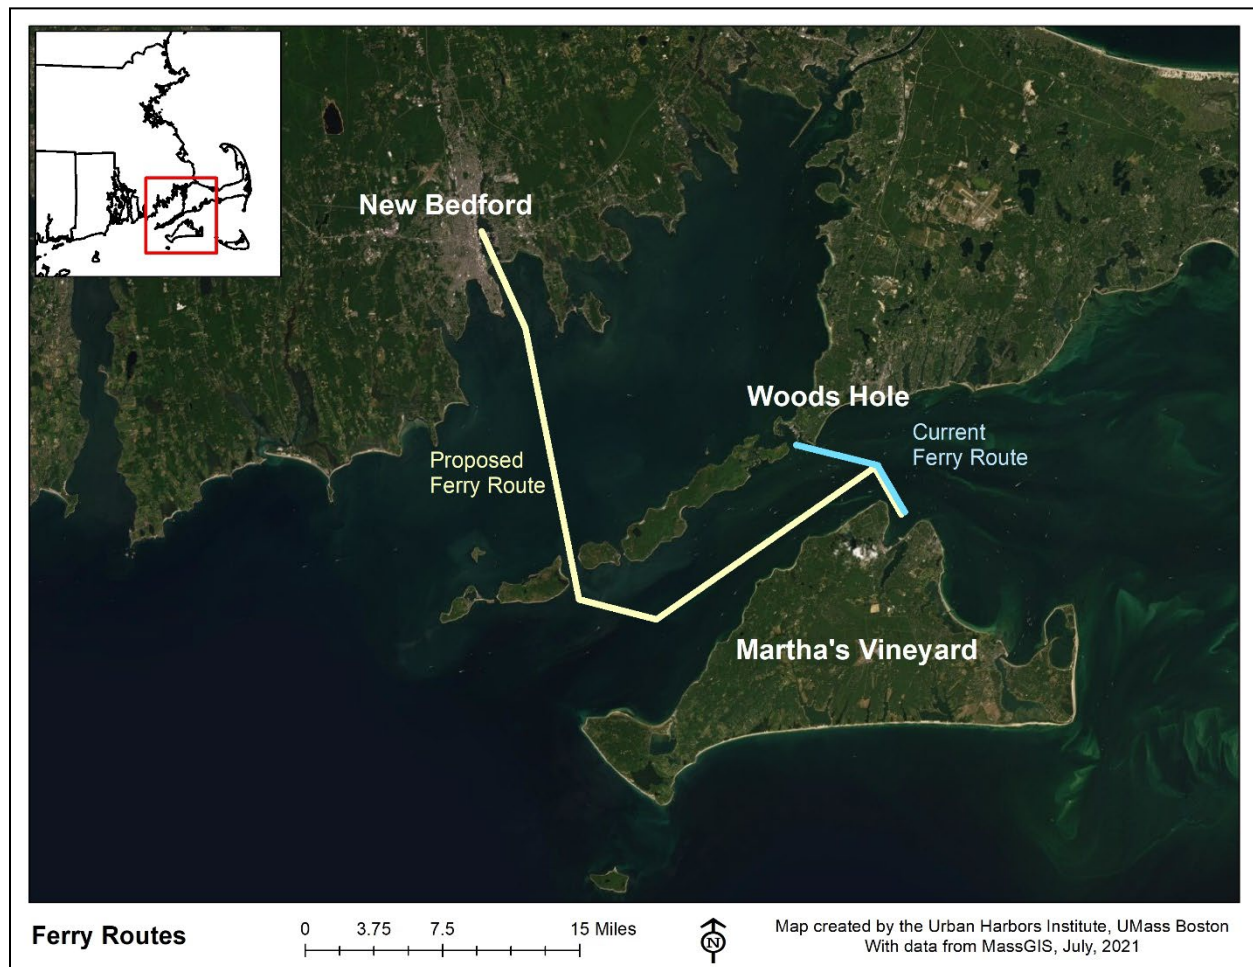 New Bedford
Woods Hole
Current
Ferry Route
Proposed
Ferry Route
Martha's Vineyard
Ferry Routes
0 3.75 7.5 15 Miles
N
Map created by the Urban Harbors Institute, UMass Boston
With data from MassGIS, July, 2021